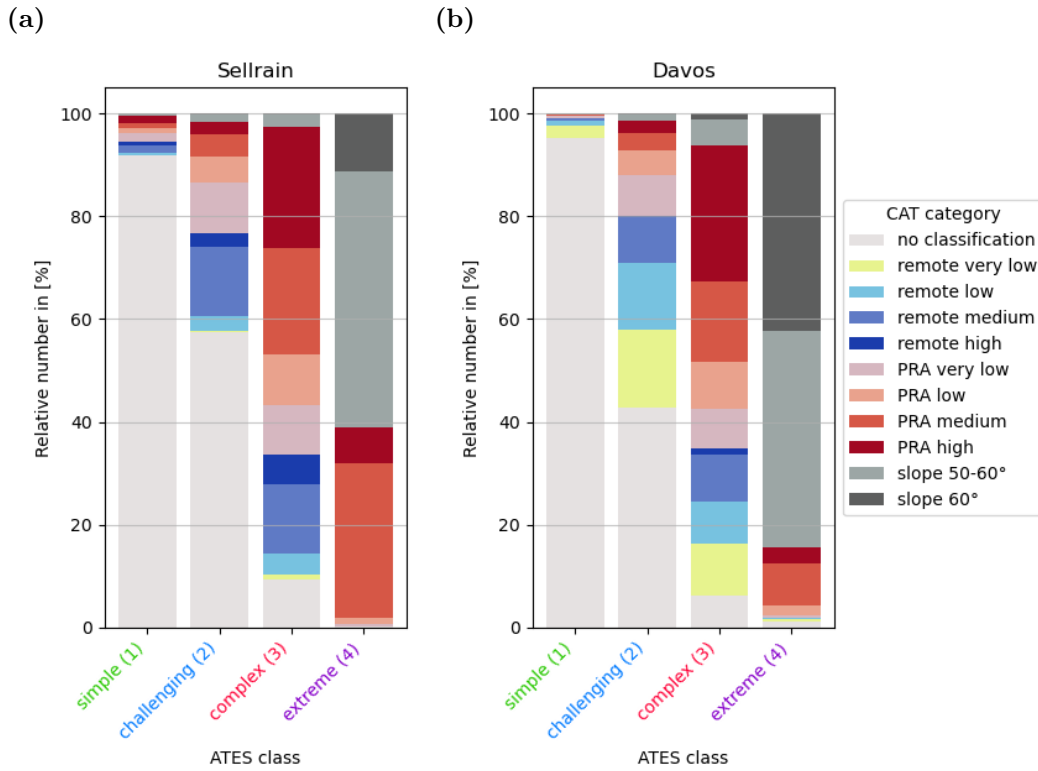 (a)
(b)
Sellrain
Davos
Relative number in [%]
100
80
60
40
20
0
simple (1)
challenging (2)
complex (3)
extreme (4)
ATES class
Relative number in [%]
100
80
60
40
20
0
simple (1)
challenging (2)
complex (3)
extreme (4)
ATES class
CAT category
no classification
remote very low
remote low
remote medium
remote high
PRA very low
PRA low
PRA medium
PRA high
slope 50-60°
slope 60°